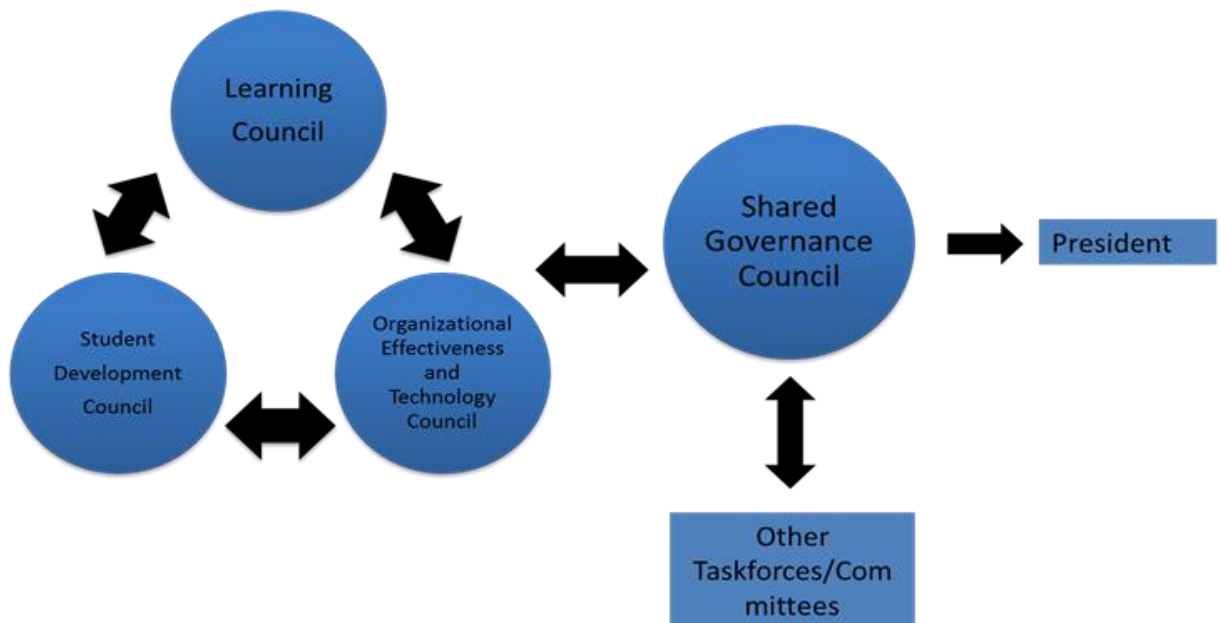 Learning
Council
Student
Development
Council
Organizational
Effectiveness
and
Technology
Council
Shared
Governance
Council
President
Other
Taskforces/Com
mittees